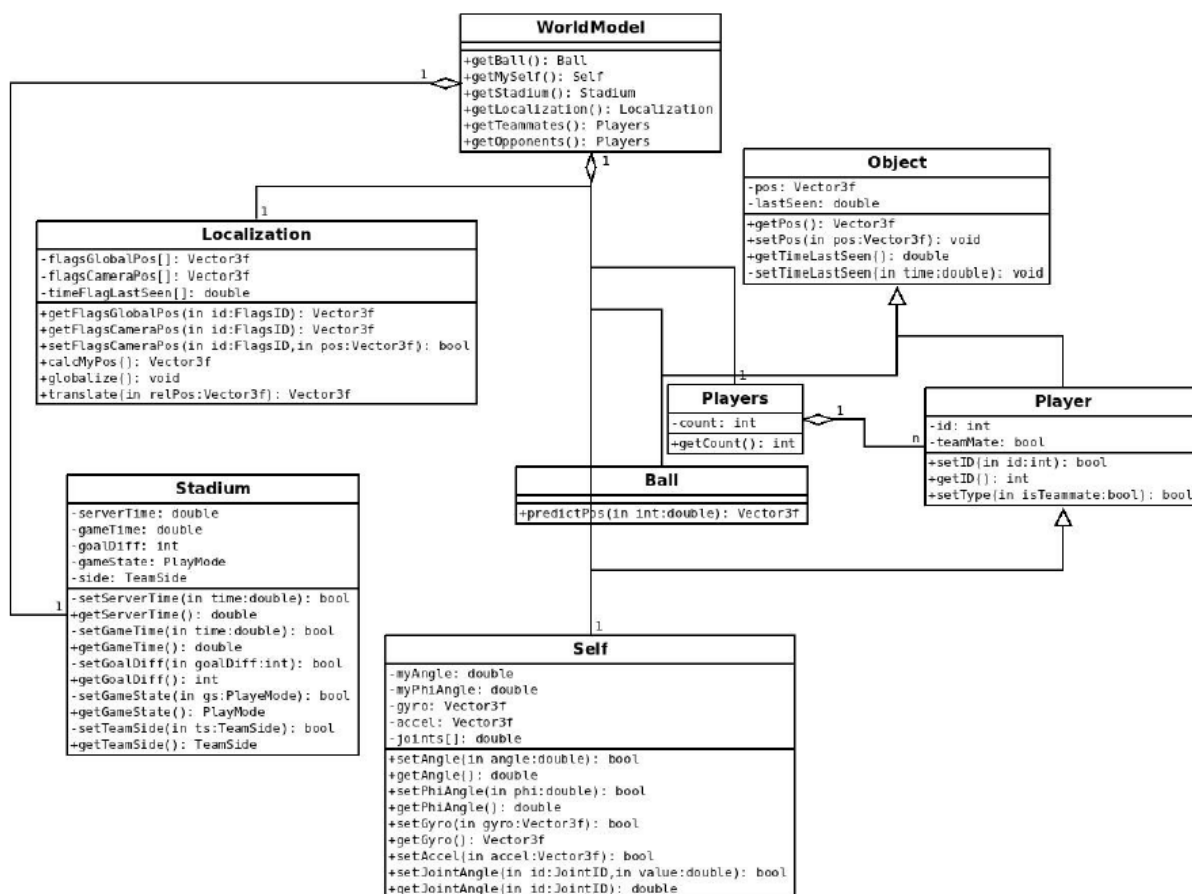 WorldModel
+getBall(): Ball
+getMySelf(): Self
+getStadium(): Stadium
+getLocalization(): Localization
+getTeammates(): Players
+getOpponents(): Players
1
1
Object
-pos: Vector3f
-lastSeen: double
+getPos(): Vector3f
+setPos(in pos:Vector3f): void
+getTimeLastSeen(): double
-setTimeLastSeen(in time:double): void
1
Localization
-flagsGlobalPos[]: Vector3f
-flagsCameraPos[]: Vector3f
-timeFlagLastSeen[]: double
+getFlagsGlobalPos(in id:FlagsID): Vector3f
+getFlagsCameraPos(in id:FlagsID): Vector3f
+setFlagsCameraPos(in id:FlagsID,in pos:Vector3f): bool
+calcMyPos(): Vector3f
+globalize(): void
+translate(in relPos:Vector3f): Vector3f
1
Players
-count: int
+getCount(): int
1
n
Player
-id: int
-teamMate: bool
+setID(in id:int): bool
+getID(): int
+setType(in isTeammate:bool): bool
Ball
+predictPos(in int:double): Vector3f
1
Stadium
-serverTime: double
-gameTime: double
-goalDiff: int
-gameState: PlayMode
-side: TeamSide
-setServerTime(in time:double): bool
+getServerTime(): double
-setGameTime(in time:double): bool
+getGameTime(): double
-setGoalDiff(in goalDiff:int): bool
+getGoalDiff(): int
-setGameState(in gs:PlayeMode): bool
+getGameState(): PlayMode
-setTeamSide(in ts:TeamSide): bool
+getTeamSide(): TeamSide
1
Self
-myAngle: double
-myPhiAngle: double
-gyro: Vector3f
-accel: Vector3f
-joints[]: double
+setAngle(in angle:double): bool
+getAngle(): double
+setPhiAngle(in phi:double): bool
+getPhiAngle(): double
+setGyro(in gyro:Vector3f): bool
+getGyro(): Vector3f
+setAccel(in accel:Vector3f): bool
+setJointAngle(in id:JointID,in value:double): bool
+getJointAngle(in id:JointID): double